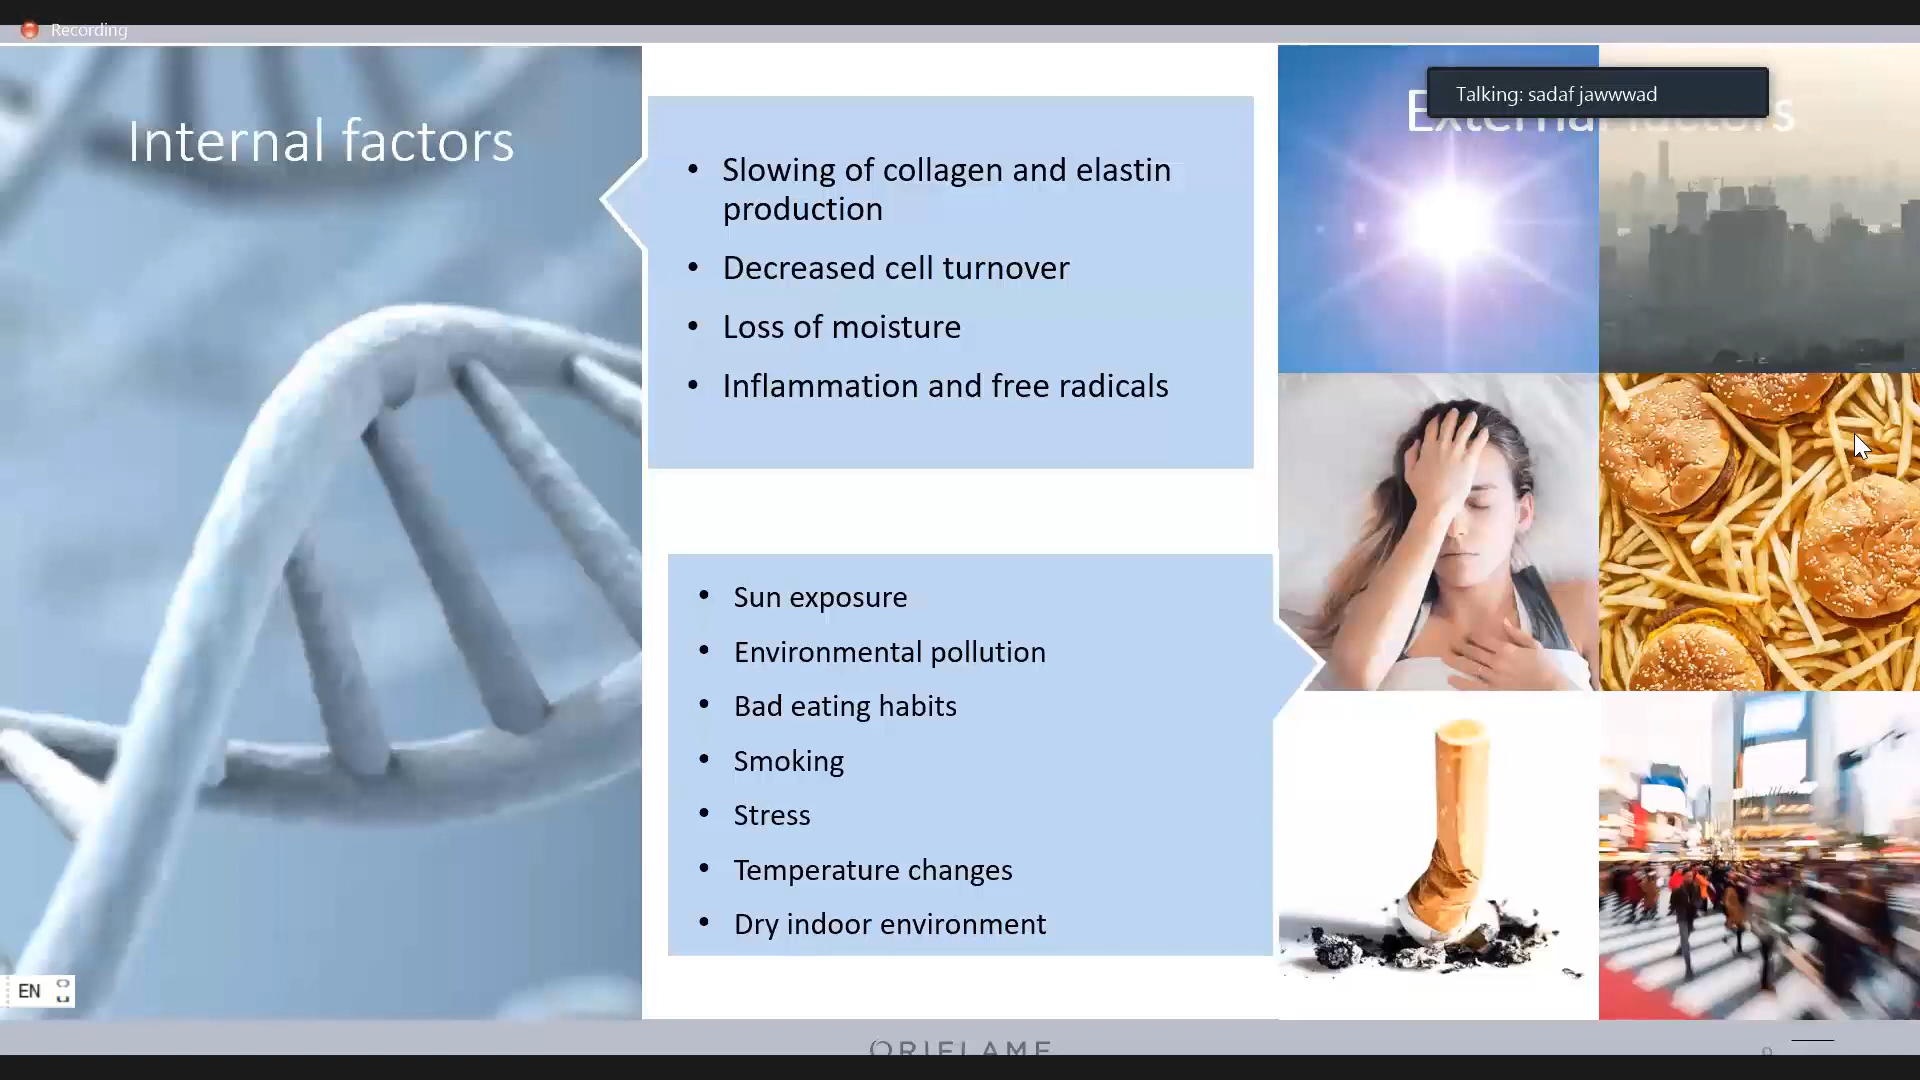 Recording
Internal factors
• Slowing of collagen and elastin
production
• Decreased cell turnover
• Loss of moisture
• Inflammation and free radicals
Talking: sadaf jawwwad
External factors
• Sun exposure
• Environmental pollution
• Bad eating habits
• Smoking
• Stress
• Temperature changes
• Dry indoor environment
EN
ORIFLAME